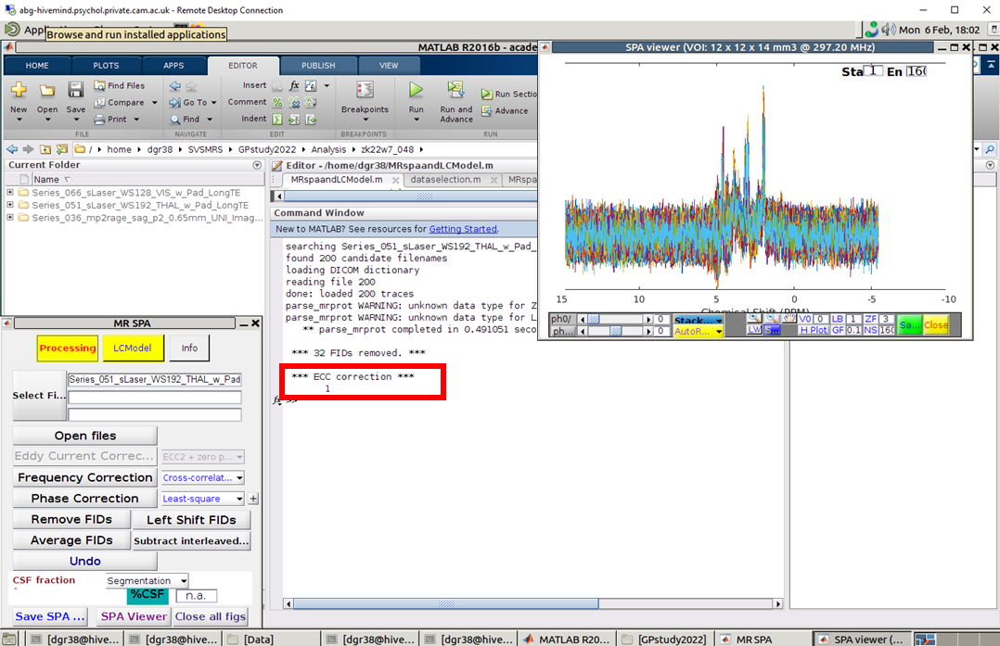 abg-hivemind.psychol.private.cam.ac.uk - Remote Desktop Connection
Browse and run installed applications
Mon 6 Feb, 18:02
MATLAB R2016b - acade
SPA viewer (VOI: 12 x 12 x 14 mm3 @ 297.20 MHz)
HOME PLOTS APPS EDITOR PUBLISH VIEW
Sta 1 En 160
New Open Save
Find Files
Compare
Print
Go To
Find
Insert fx
Comment
Indent
Breakpoints
Run
Run and Advance
Run Sectio
Advance
FILE NAVIGATE EDIT BREAKPOINTS RUN
/ home dgr38 SVSMRS GPstudy2022 Analysis zk22w7_048
Current Folder
Name
Series_066_sLaser_WS128_VIS_w_Pad_LongTE
Series_051_sLaser_WS192_THAL_w_Pad_LongTE
Series_036_mp2rage_sag_p2_0.65mm_UNI_Imag...
Editor - /home/dgr38/MRspaandLCModel.m
MRspaandLCModel.m dataselection.m MRspa
Command Window
New to MATLAB? See resources for Getting Started.
searching Series_051_sLaser_WS192_THAL_w_Pad_
found 200 candidate filenames
loading DICOM dictionary
reading file 200
done: loaded 200 traces
parse_mrprot WARNING: unknown data type for Z
parse_mrprot WARNING: unknown data type for L
** parse_mrprot completed in 0.491051 seco
*** 32 FIDs removed. ***
*** ECC correction ***
1
fx >>
15 10 5 0 -5 -10
Chemical Shift (PPM)
ph0/ 0 Stack... V0 0 LB 1 ZF 3
ph... 0 AutoR... LW S... H Plot GF 0.1 NS 160
Sa... Close
MR SPA
Processing LCModel Info
Select Fi...
Series_051_sLaser_WS192_THAL_w_Pad
Open files
Eddy Current Correc... ECC2 + zero p...
Frequency Correction Cross-correlat...
Phase Correction Least-square +
Remove FIDs Left Shift FIDs
Average FIDs Subtract interleaved...
Undo
CSF fraction Segmentation
%CSF n.a.
Save SPA ... SPA Viewer Close all figs
[dgr38@hive... [dgr38@hive... [Data] [dgr38@hive... [dgr38@hive... MATLAB R20... [GPstudy2022] MR SPA SPA viewer (...